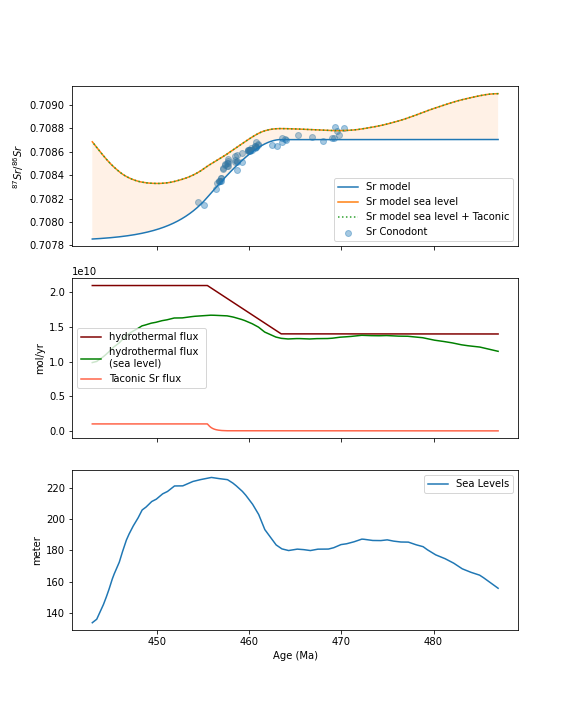 0.7090
0.7088
0.7086
0.7084
0.7082
0.7080
0.7078
⁸⁷Sr/⁸⁶Sr
Sr model
Sr model sea level
Sr model sea level + Taconic
Sr Conodont
1e10
2.0
1.5
1.0
0.5
0.0
mol/yr
hydrothermal flux
hydrothermal flux
(sea level)
Taconic Sr flux
220
200
180
160
140
meter
Sea Levels
450 460 470 480
Age (Ma)